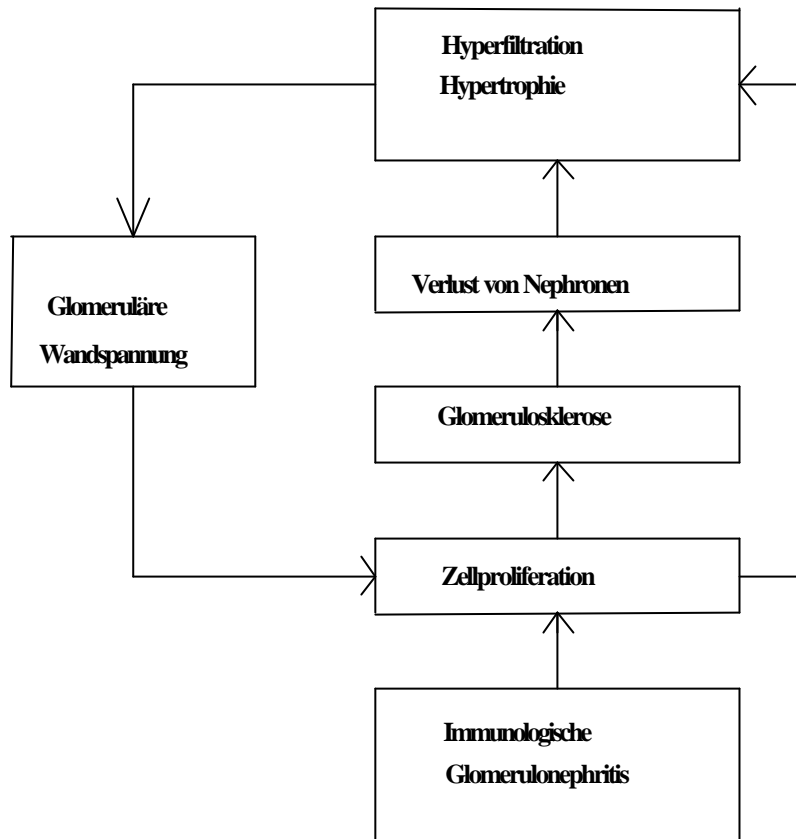 Hyperfiltration
Hypertrophie
Glomeruläre
Wandspannung
Verlust von Nephronen
Glomerulosklerose
Zellproliferation
Immunologische
Glomerulonephritis